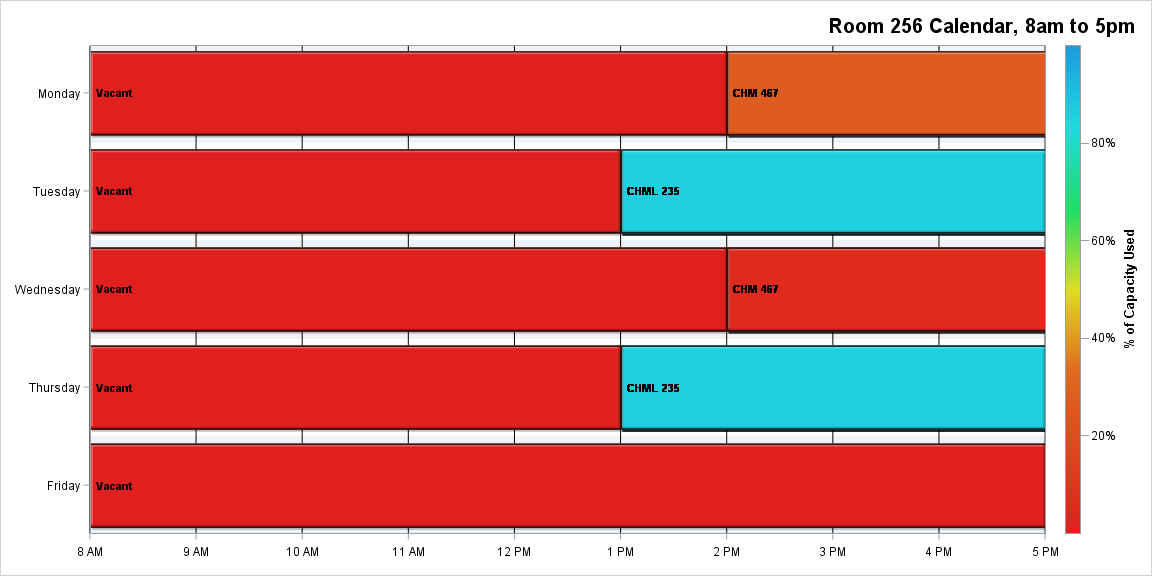 Room 256 Calendar, 8am to 5pm
Monday
Vacant
CHM 467
Tuesday
Vacant
CHML 235
Wednesday
Vacant
CHM 467
Thursday
Vacant
CHML 235
Friday
Vacant
8 AM
9 AM
10 AM
11 AM
12 PM
1 PM
2 PM
3 PM
4 PM
5 PM
80%
60%
40%
20%
% of Capacity Used